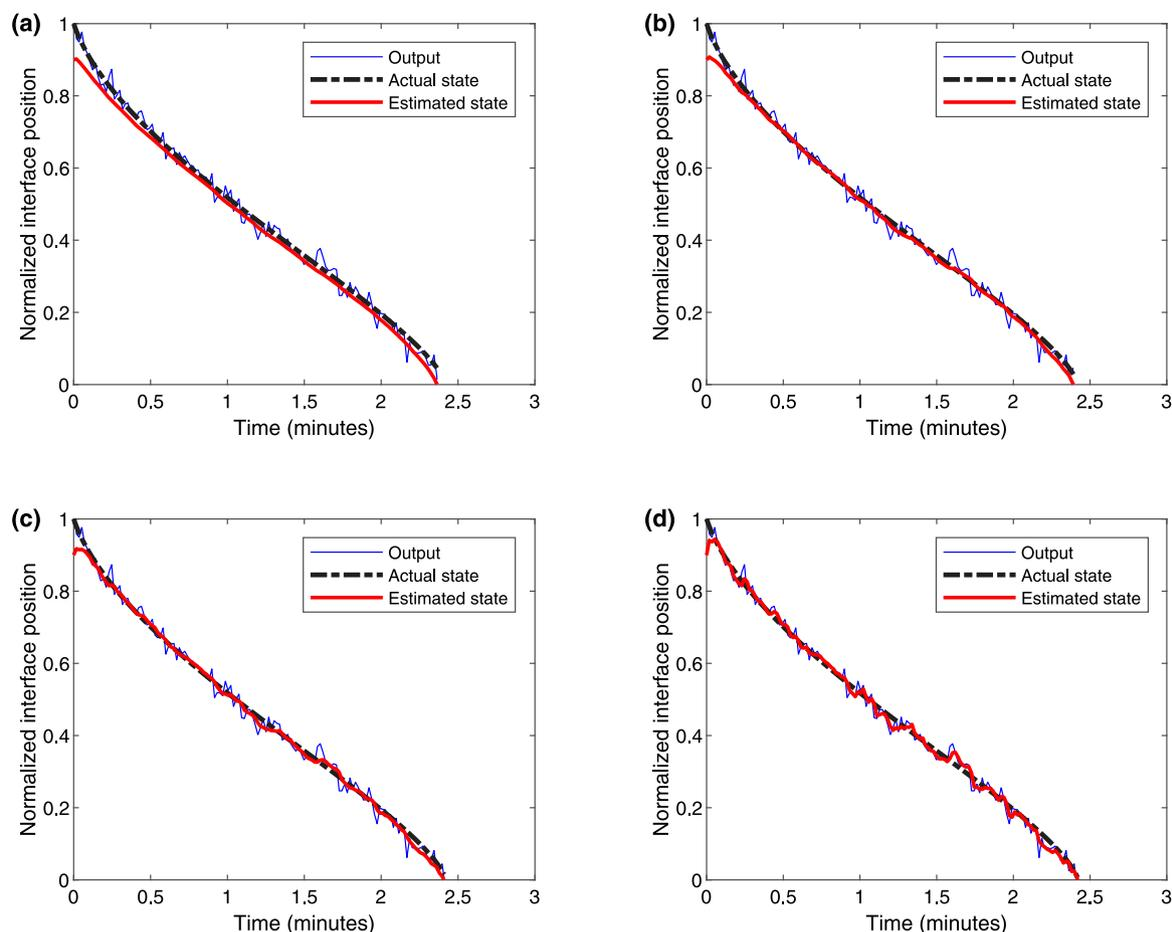 (a)
Normalized interface position
1
0.8
0.6
0.4
0.2
0
0
0.5
1
1.5
2
2.5
3
Time (minutes)
Output
Actual state
Estimated state
(b)
Normalized interface position
1
0.8
0.6
0.4
0.2
0
0
0.5
1
1.5
2
2.5
3
Time (minutes)
Output
Actual state
Estimated state
(c)
Normalized interface position
1
0.8
0.6
0.4
0.2
0
0
0.5
1
1.5
2
2.5
3
Time (minutes)
Output
Actual state
Estimated state
(d)
Normalized interface position
1
0.8
0.6
0.4
0.2
0
0
0.5
1
1.5
2
2.5
3
Time (minutes)
Output
Actual state
Estimated state